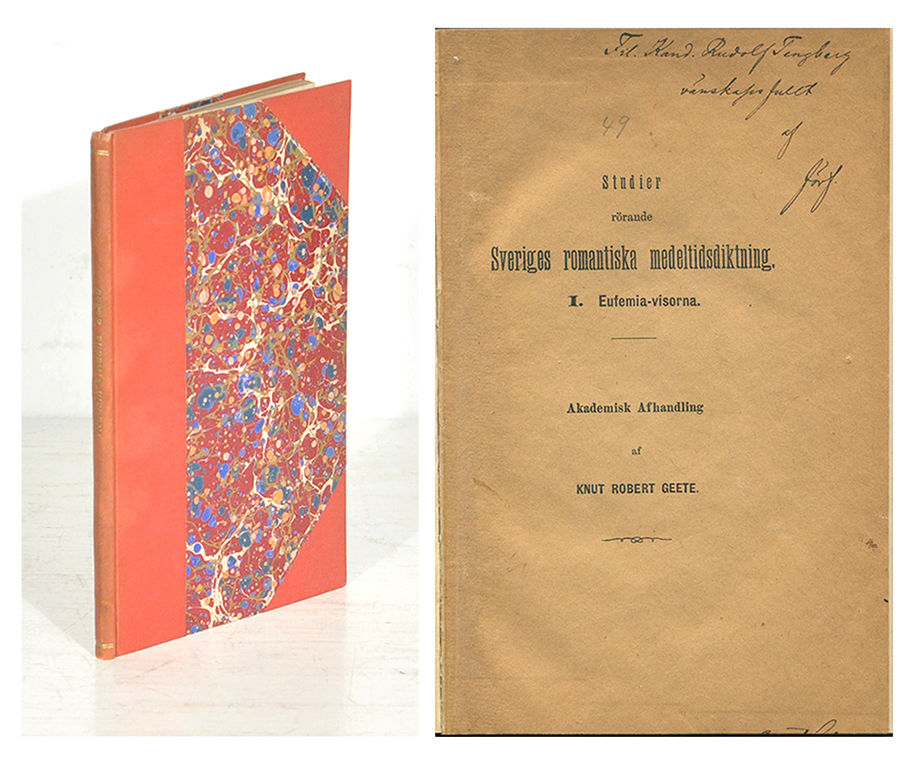 Fil. Kand. Rudolf Tengberg
vänskapsfullt
af
förf.
49
Studier
rörande
Sveriges romantiska medeltidsdiktning.
I. Eufemia-visorna.
Akademisk Afhandling
af
KNUT ROBERT GEETE.